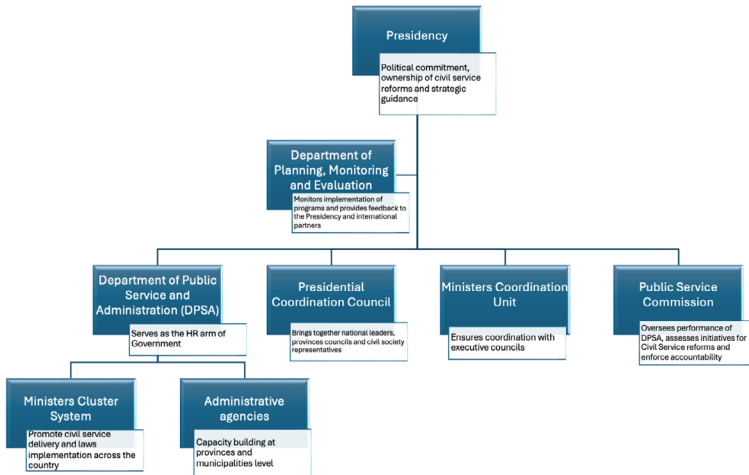 Presidency
Political commitment,
ownership of civil service
reforms and strategic
guidance
Department of
Planning, Monitoring
and Evaluation
Monitors implementation of
programs and provides feedback to
the Presidency and international
partners
Department of Public
Service and
Administration (DPSA)
Serves as the HR arm of
Government
Presidential
Coordination Council
Brings together national leaders,
provinces councils and civil society
representatives
Ministers Coordination
Unit
Ensures coordination with
executive councils
Public Service
Commission
Oversees performance of
DPSA, assesses initiatives for
Civil Service reforms and
enforce accountability
Ministers Cluster
System
Promote civil service
delivery and laws
implementation across the
country
Administrative
agencies
Capacity building at
provinces and
municipalities level